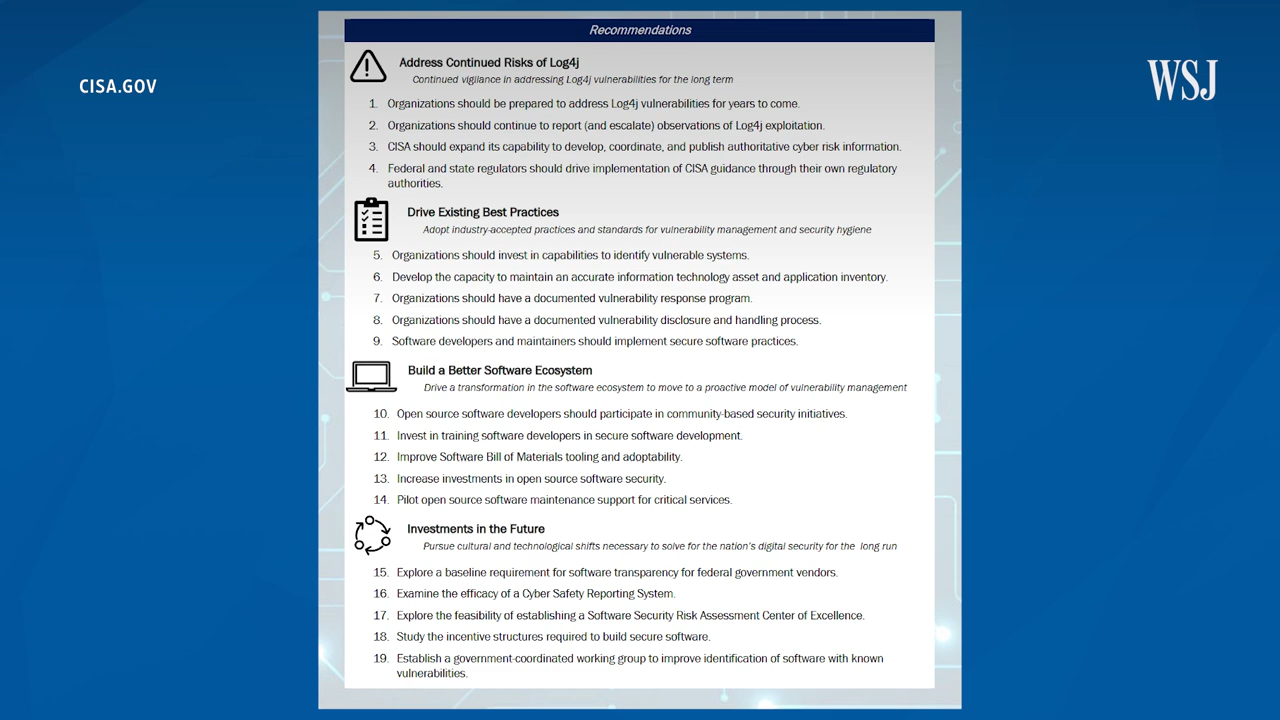 Recommendations
CISA.GOV
WSJ
Address Continued Risks of Log4j
Continued vigilance in addressing Log4j vulnerabilities for the long term
1. Organizations should be prepared to address Log4j vulnerabilities for years to come.
2. Organizations should continue to report (and escalate) observations of Log4j exploitation.
3. CISA should expand its capability to develop, coordinate, and publish authoritative cyber risk information.
4. Federal and state regulators should drive implementation of CISA guidance through their own regulatory
authorities.
Drive Existing Best Practices
Adopt industry-accepted practices and standards for vulnerability management and security hygiene
5. Organizations should invest in capabilities to identify vulnerable systems.
6. Develop the capacity to maintain an accurate information technology asset and application inventory.
7. Organizations should have a documented vulnerability response program.
8. Organizations should have a documented vulnerability disclosure and handling process.
9. Software developers and maintainers should implement secure software practices.
Build a Better Software Ecosystem
Drive a transformation in the software ecosystem to move to a proactive model of vulnerability management
10. Open source software developers should participate in community-based security initiatives.
11. Invest in training software developers in secure software development.
12. Improve Software Bill of Materials tooling and adoptability.
13. Increase investments in open source software security.
14. Pilot open source software maintenance support for critical services.
Investments in the Future
Pursue cultural and technological shifts necessary to solve for the nation's digital security for the long run
15. Explore a baseline requirement for software transparency for federal government vendors.
16. Examine the efficacy of a Cyber Safety Reporting System.
17. Explore the feasibility of establishing a Software Security Risk Assessment Center of Excellence.
18. Study the incentive structures required to build secure software.
19. Establish a government-coordinated working group to improve identification of software with known
vulnerabilities.